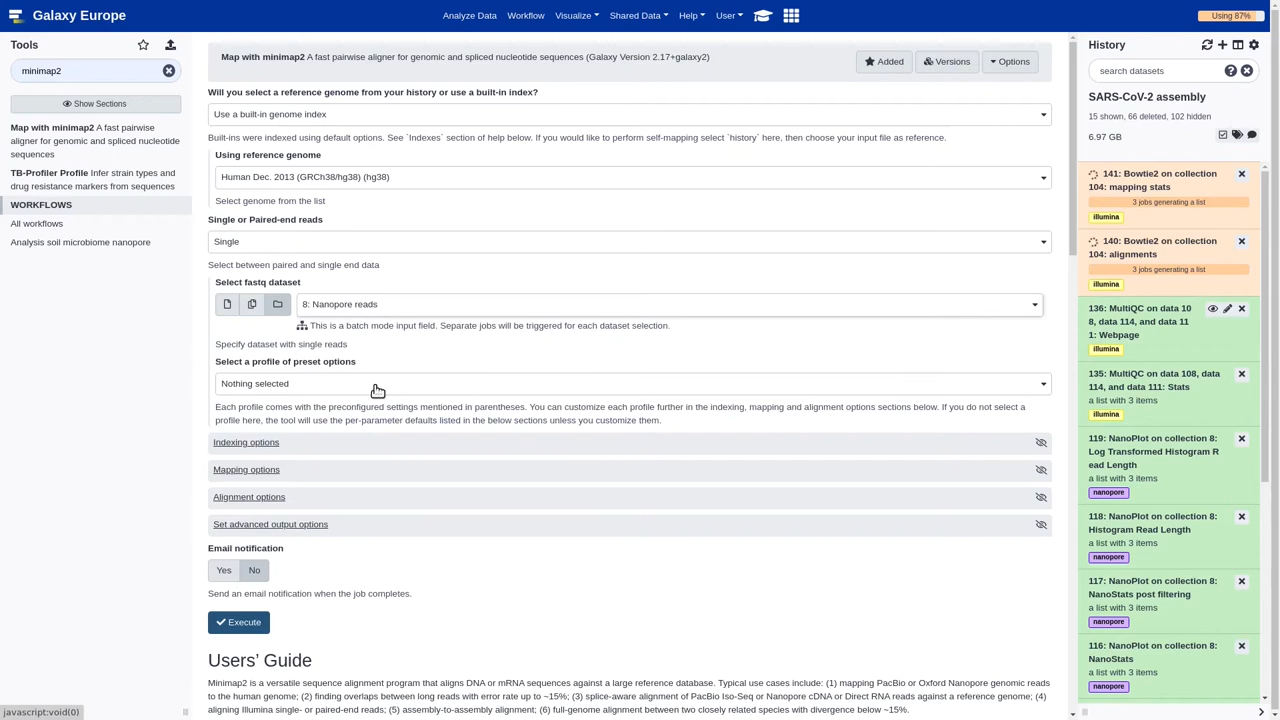 Galaxy Europe
Analyze Data Workflow Visualize Shared Data Help User
Using 87%
Tools
minimap2
Show Sections
Map with minimap2 A fast pairwise
aligner for genomic and spliced nucleotide
sequences
TB-Profiler Profile Infer strain types and
drug resistance markers from sequences
WORKFLOWS
All workflows
Analysis soil microbiome nanopore
javascript:void(0)
Map with minimap2 A fast pairwise aligner for genomic and spliced nucleotide sequences (Galaxy Version 2.17+galaxy2)
Added Versions Options
Will you select a reference genome from your history or use a built-in index?
Use a built-in genome index
Built-ins were indexed using default options. See `Indexes` section of help below. If you would like to perform self-mapping select `history` here, then choose your input file as reference.
Using reference genome
Human Dec. 2013 (GRCh38/hg38) (hg38)
Select genome from the list
Single or Paired-end reads
Single
Select between paired and single end data
Select fastq dataset
8: Nanopore reads
This is a batch mode input field. Separate jobs will be triggered for each dataset selection.
Specify dataset with single reads
Select a profile of preset options
Nothing selected
Each profile comes with the preconfigured settings mentioned in parentheses. You can customize each profile further in the indexing, mapping and alignment options sections below. If you do not select a
profile here, the tool will use the per-parameter defaults listed in the below sections unless you customize them.
Indexing options
Mapping options
Alignment options
Set advanced output options
Email notification
Yes No
Send an email notification when the job completes.
Execute
Users' Guide
Minimap2 is a versatile sequence alignment program that aligns DNA or mRNA sequences against a large reference database. Typical use cases include: (1) mapping PacBio or Oxford Nanopore genomic reads
to the human genome; (2) finding overlaps between long reads with error rate up to ~15%; (3) splice-aware alignment of PacBio Iso-Seq or Nanopore cDNA or Direct RNA reads against a reference genome; (4)
aligning Illumina single- or paired-end reads; (5) assembly-to-assembly alignment; (6) full-genome alignment between two closely related species with divergence below ~15%.
History
search datasets
SARS-CoV-2 assembly
15 shown, 66 deleted, 102 hidden
6.97 GB
141: Bowtie2 on collection
104: mapping stats
3 jobs generating a list
illumina
140: Bowtie2 on collection
104: alignments
3 jobs generating a list
illumina
136: MultiQC on data 10
8, data 114, and data 11
1: Webpage
illumina
135: MultiQC on data 108, data
114, and data 111: Stats
a list with 3 items
illumina
119: NanoPlot on collection 8:
Log Transformed Histogram R
ead Length
a list with 3 items
nanopore
118: NanoPlot on collection 8:
Histogram Read Length
a list with 3 items
nanopore
117: NanoPlot on collection 8:
NanoStats post filtering
a list with 3 items
nanopore
116: NanoPlot on collection 8:
NanoStats
a list with 3 items
nanopore